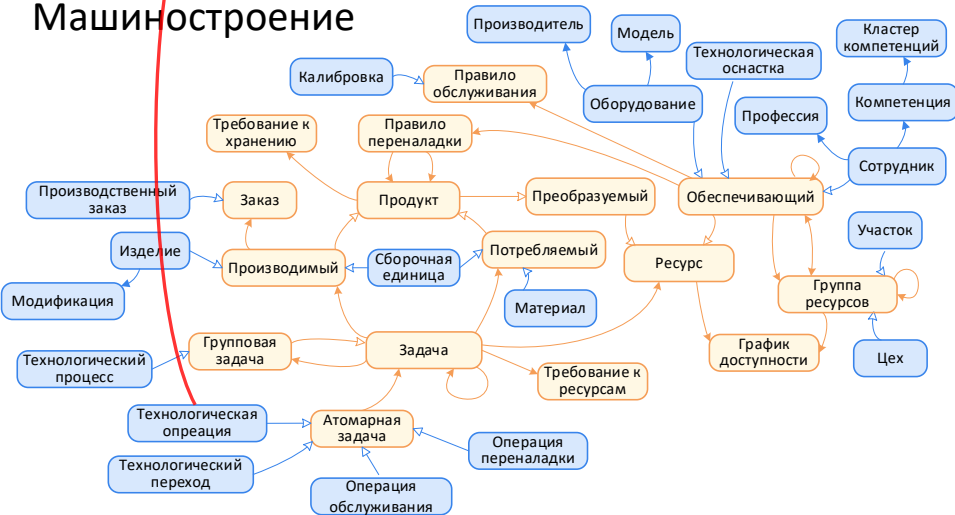 Машиностроение
Производитель
Модель
Кластер
компетенций
Технологическая
оснастка
Калибровка
Правило
обслуживания
Оборудование
Компетенция
Профессия
Требование к
хранению
Правило
переналадки
Сотрудник
Производственный
заказ
Заказ
Продукт
Преобразуемый
Обеспечивающий
Участок
Изделие
Производимый
Сборочная
единица
Потребляемый
Ресурс
Группа
ресурсов
Модификация
Материал
Технологический
процесс
Групповая
задача
Задача
График
доступности
Цех
Требование к
ресурсам
Технологическая
опреация
Атомарная
задача
Операция
переналадки
Технологический
переход
Операция
обслуживания